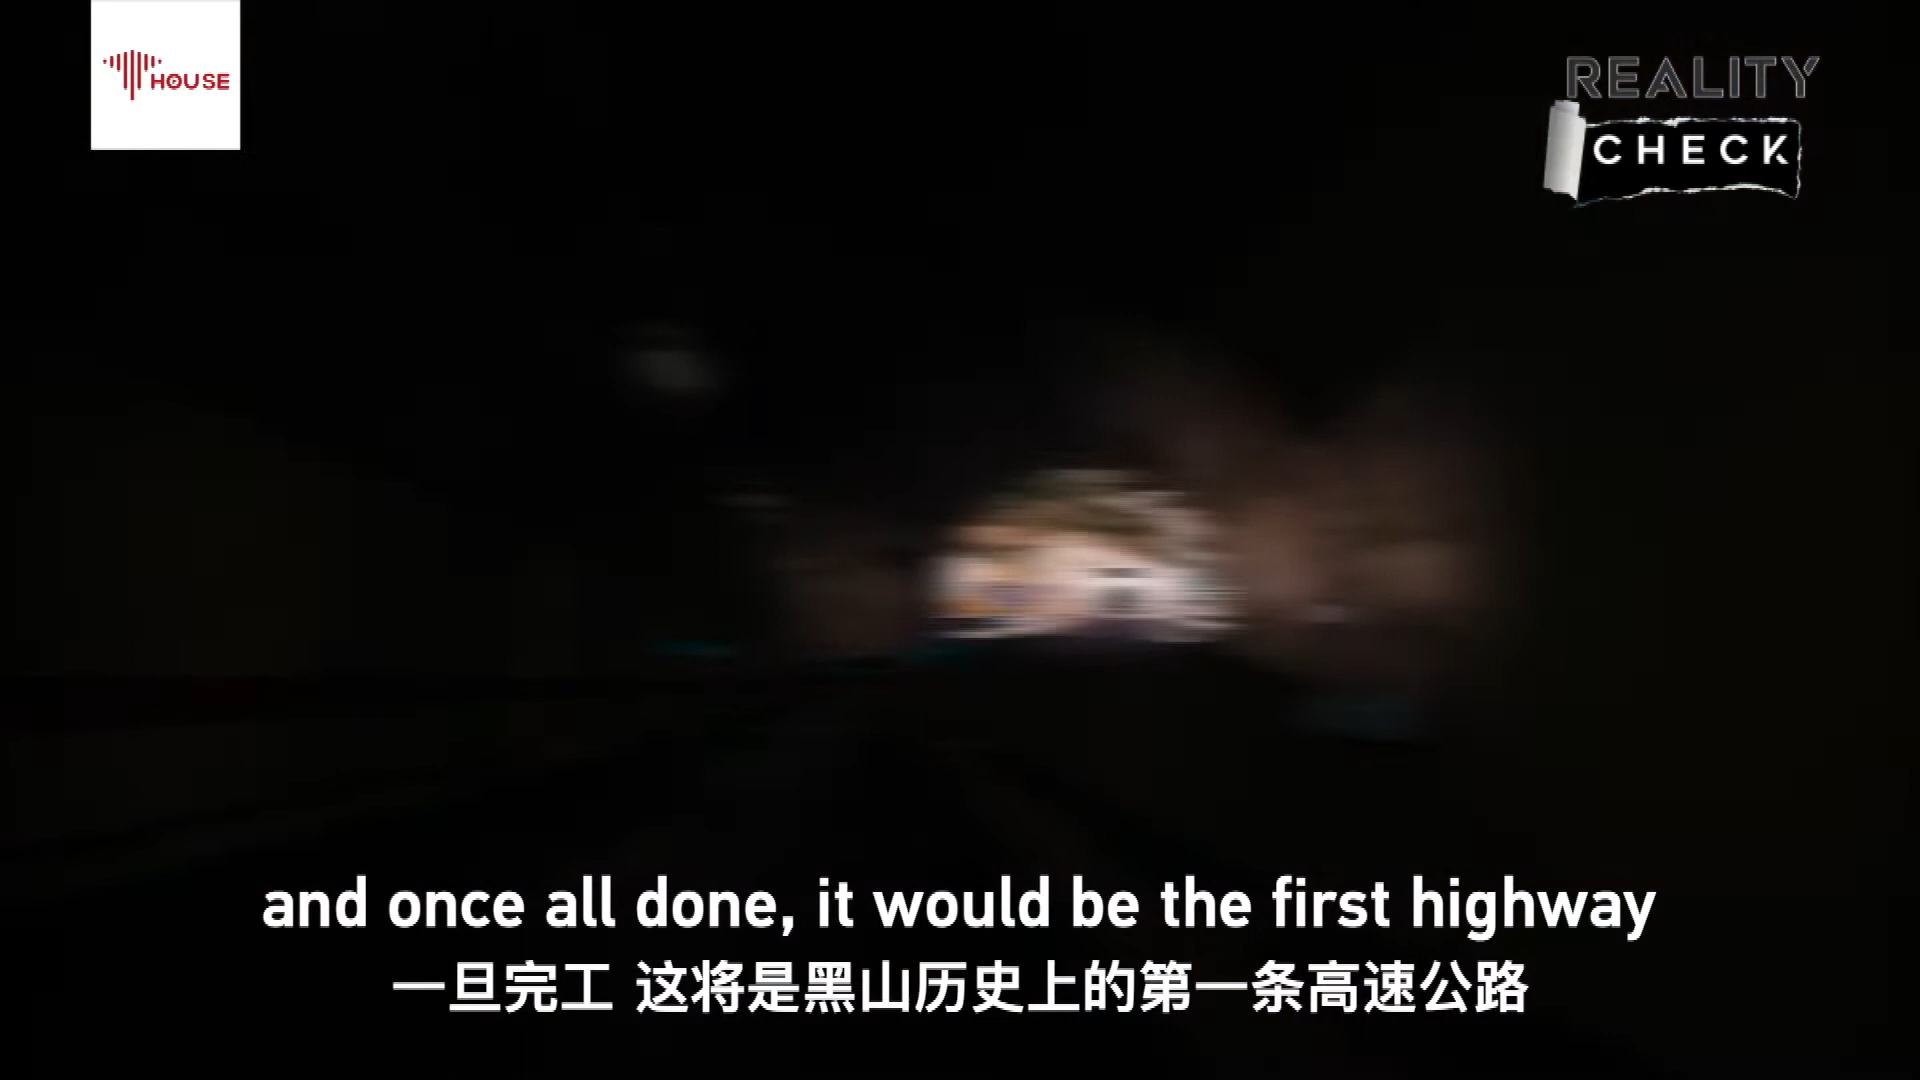 HOUSE
REALITY
CHECK
and once all done, it would be the first highway
一旦完工 这将是黑山历史上的第一条高速公路